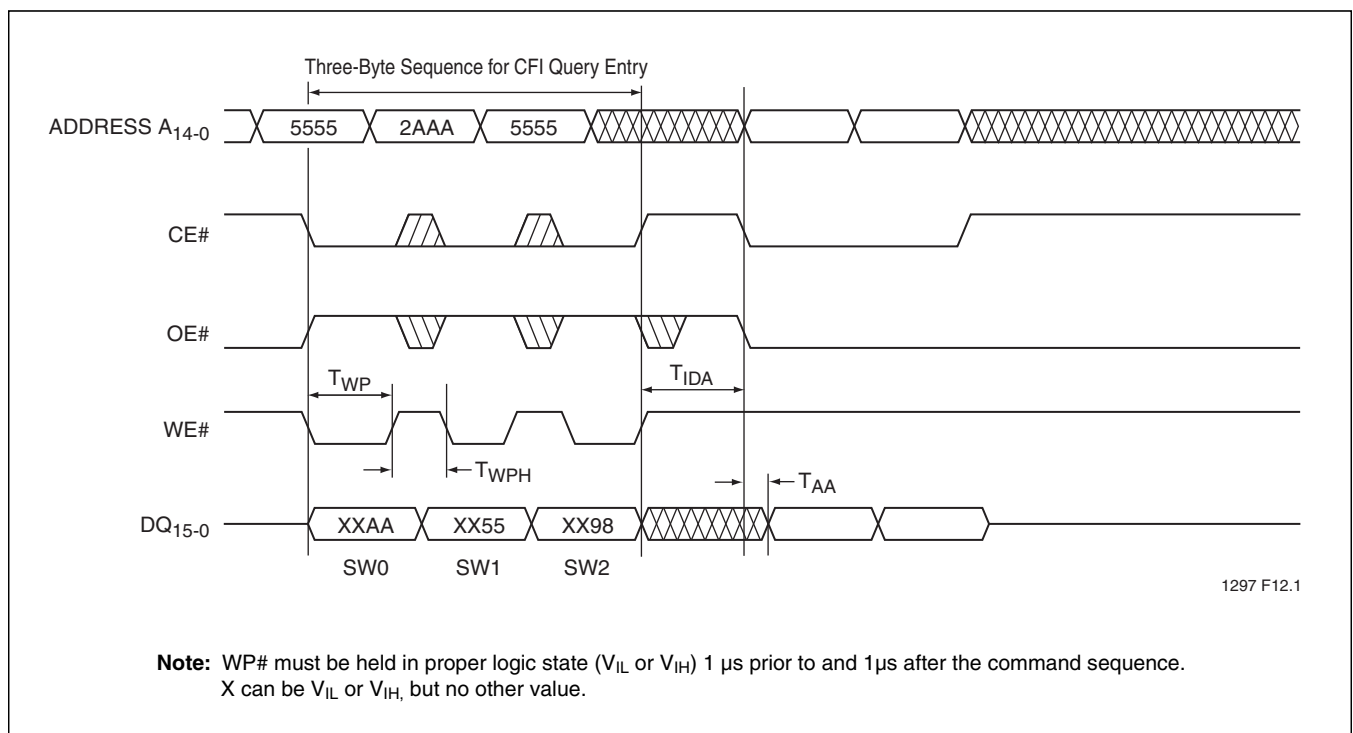 Three-Byte Sequence for CFI Query Entry
ADDRESS A14-0
5555 2AAA 5555
CE#
OE#
TWP TIDA
WE#
TWPH TAA
DQ15-0
XXAA XX55 XX98
SW0 SW1 SW2
1297 F12.1
Note: WP# must be held in proper logic state (VIL or VIH) 1 µs prior to and 1µs after the command sequence.
X can be VIL or VIH, but no other value.